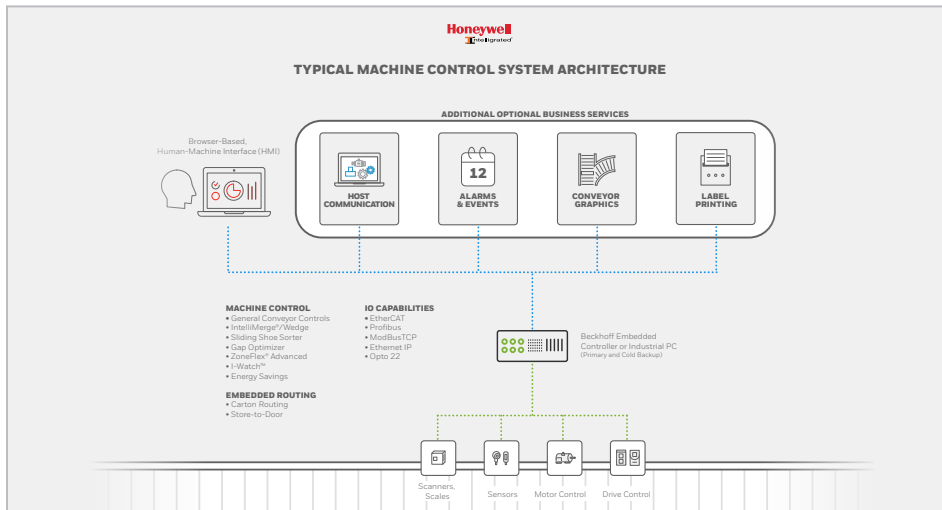 Honeywell
Intelligrated
TYPICAL MACHINE CONTROL SYSTEM ARCHITECTURE
ADDITIONAL OPTIONAL BUSINESS SERVICES
Browser-Based,
Human-Machine Interface (HMI)
HOST
COMMUNICATION
12
ALARMS
& EVENTS
CONVEYOR
GRAPHICS
LABEL
PRINTING
MACHINE CONTROL
• General Conveyor Controls
• IntelliMerge®/Wedge
• Sliding Shoe Sorter
• Gap Optimizer
• ZoneFlex® Advanced
• I-Watch™
• Energy Savings
EMBEDDED ROUTING
• Carton Routing
• Store-to-Door
IO CAPABILITIES
• EtherCAT
• Profibus
• ModBusTCP
• Ethernet IP
• Opto 22
Beckhoff Embedded
Controller or Industrial PC
(Primary and Cold Backup)
Scanners,
Scales
Sensors
Motor Control
Drive Control